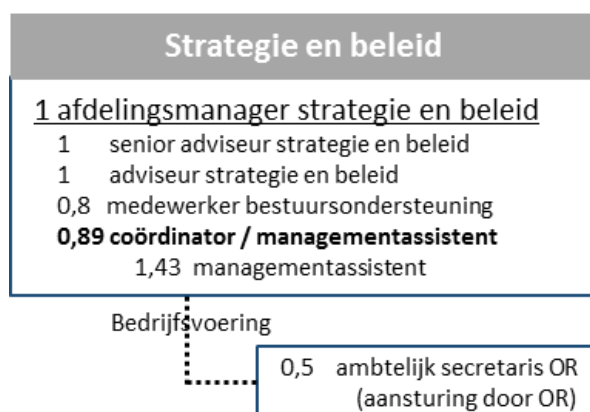 Strategie en beleid
1 afdelingsmanager strategie en beleid
1 senior adviseur strategie en beleid
1 adviseur strategie en beleid
0,8 medewerker bestuursondersteuning
0,89 coördinator / managementassistent
1,43 managementassistent
Bedrijfsvoering
0,5 ambtelijk secretaris OR
(aansturing door OR)